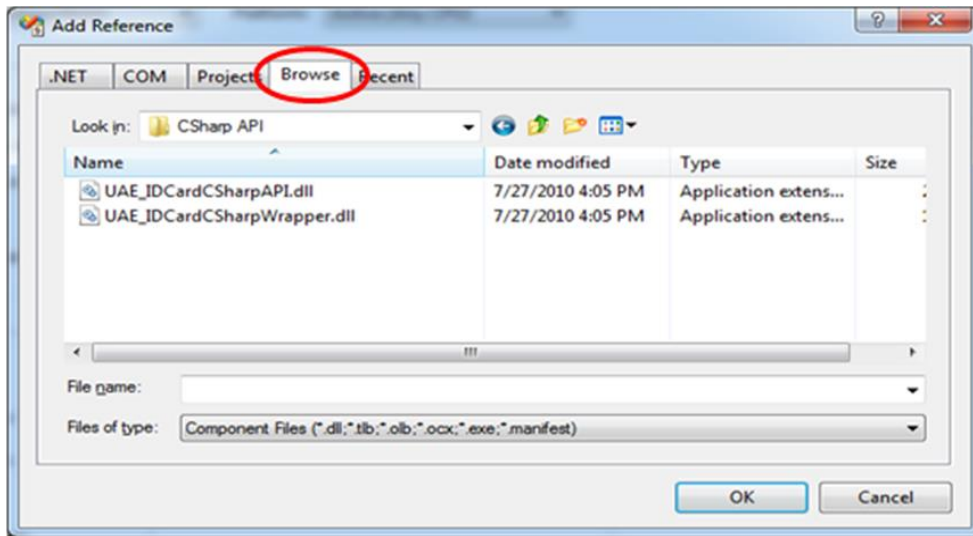 Add Reference
.NET COM Projects Browse Recent
Look in: CSharp API
Name Date modified Type Size
UAE_IDCardCSharpAPI.dll 7/27/2010 4:05 PM Application extens...
UAE_IDCardCSharpWrapper.dll 7/27/2010 4:05 PM Application extens...
File name:
Files of type: Component Files (*.dll;*.tlb;*.olb;*.ocx;*.exe;*.manifest)
OK Cancel